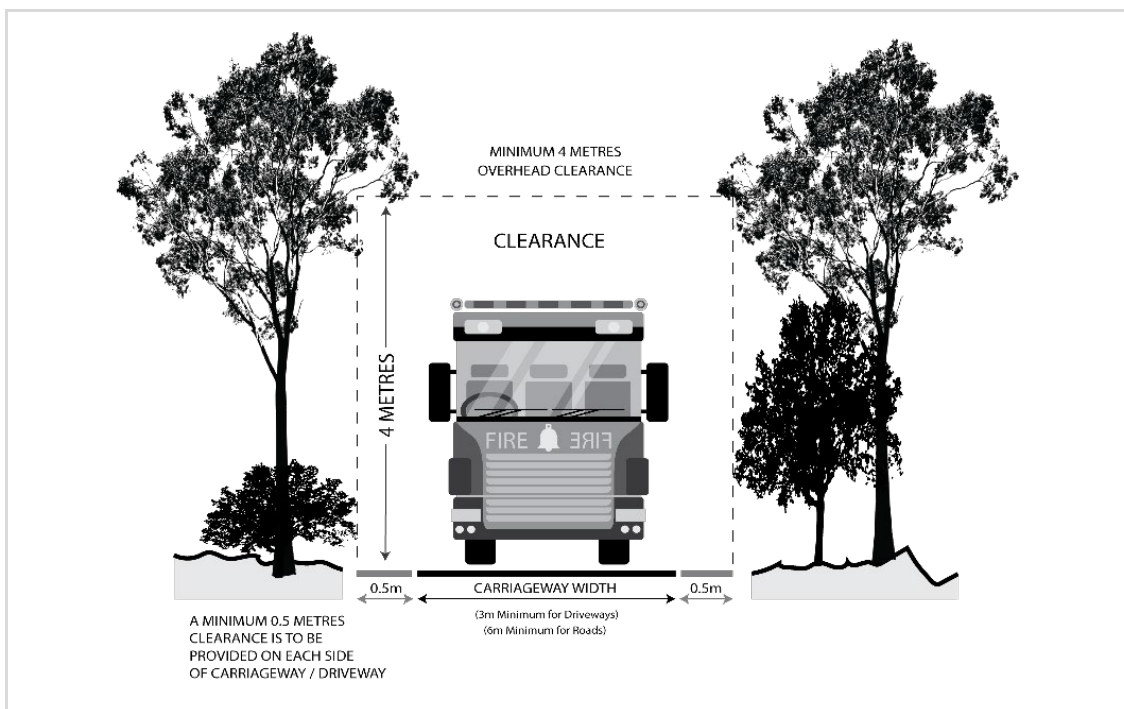 MINIMUM 4 METRES
OVERHEAD CLEARANCE
CLEARANCE
4 METRES
FIRE FIRE
0.5m
CARRIAGEWAY WIDTH
0.5m
(3m Minimum for Driveways)
(6m Minimum for Roads)
A MINIMUM 0.5 METRES
CLEARANCE IS TO BE
PROVIDED ON EACH SIDE
OF CARRIAGEWAY / DRIVEWAY